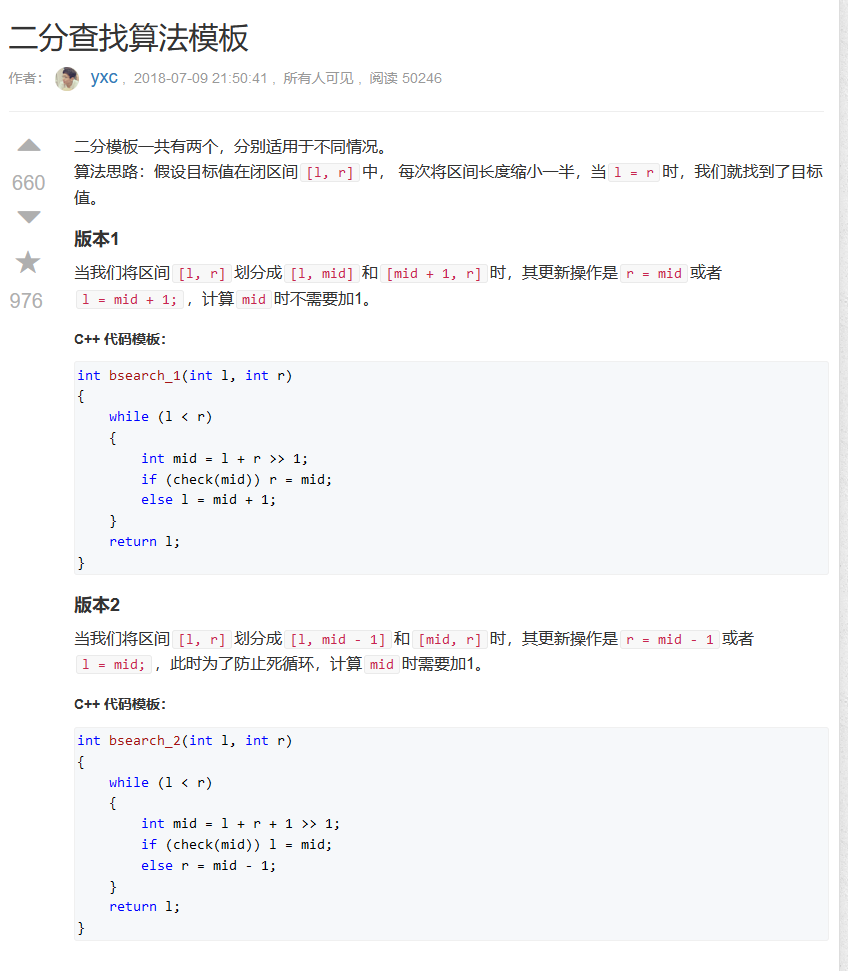 二分查找算法模板
作者： yxc , 2018-07-09 21:50:41 , 所有人可见 , 阅读 50246
660
976
二分模板一共有两个，分别适用于不同情况。
算法思路：假设目标值在闭区间 [l, r] 中， 每次将区间长度缩小一半，当 l = r 时，我们就找到了目标
值。
版本1
当我们将区间 [l, r] 划分成 [l, mid] 和 [mid + 1, r] 时，其更新操作是 r = mid 或者
l = mid + 1; ，计算 mid 时不需要加1。
C++ 代码模板：
int bsearch_1(int l, int r)
{
    while (l < r)
    {
        int mid = l + r >> 1;
        if (check(mid)) r = mid;
        else l = mid + 1;
    }
    return l;
}
版本2
当我们将区间 [l, r] 划分成 [l, mid - 1] 和 [mid, r] 时，其更新操作是 r = mid - 1 或者
l = mid; ，此时为了防止死循环，计算 mid 时需要加1。
C++ 代码模板：
int bsearch_2(int l, int r)
{
    while (l < r)
    {
        int mid = l + r + 1 >> 1;
        if (check(mid)) l = mid;
        else r = mid - 1;
    }
    return l;
}